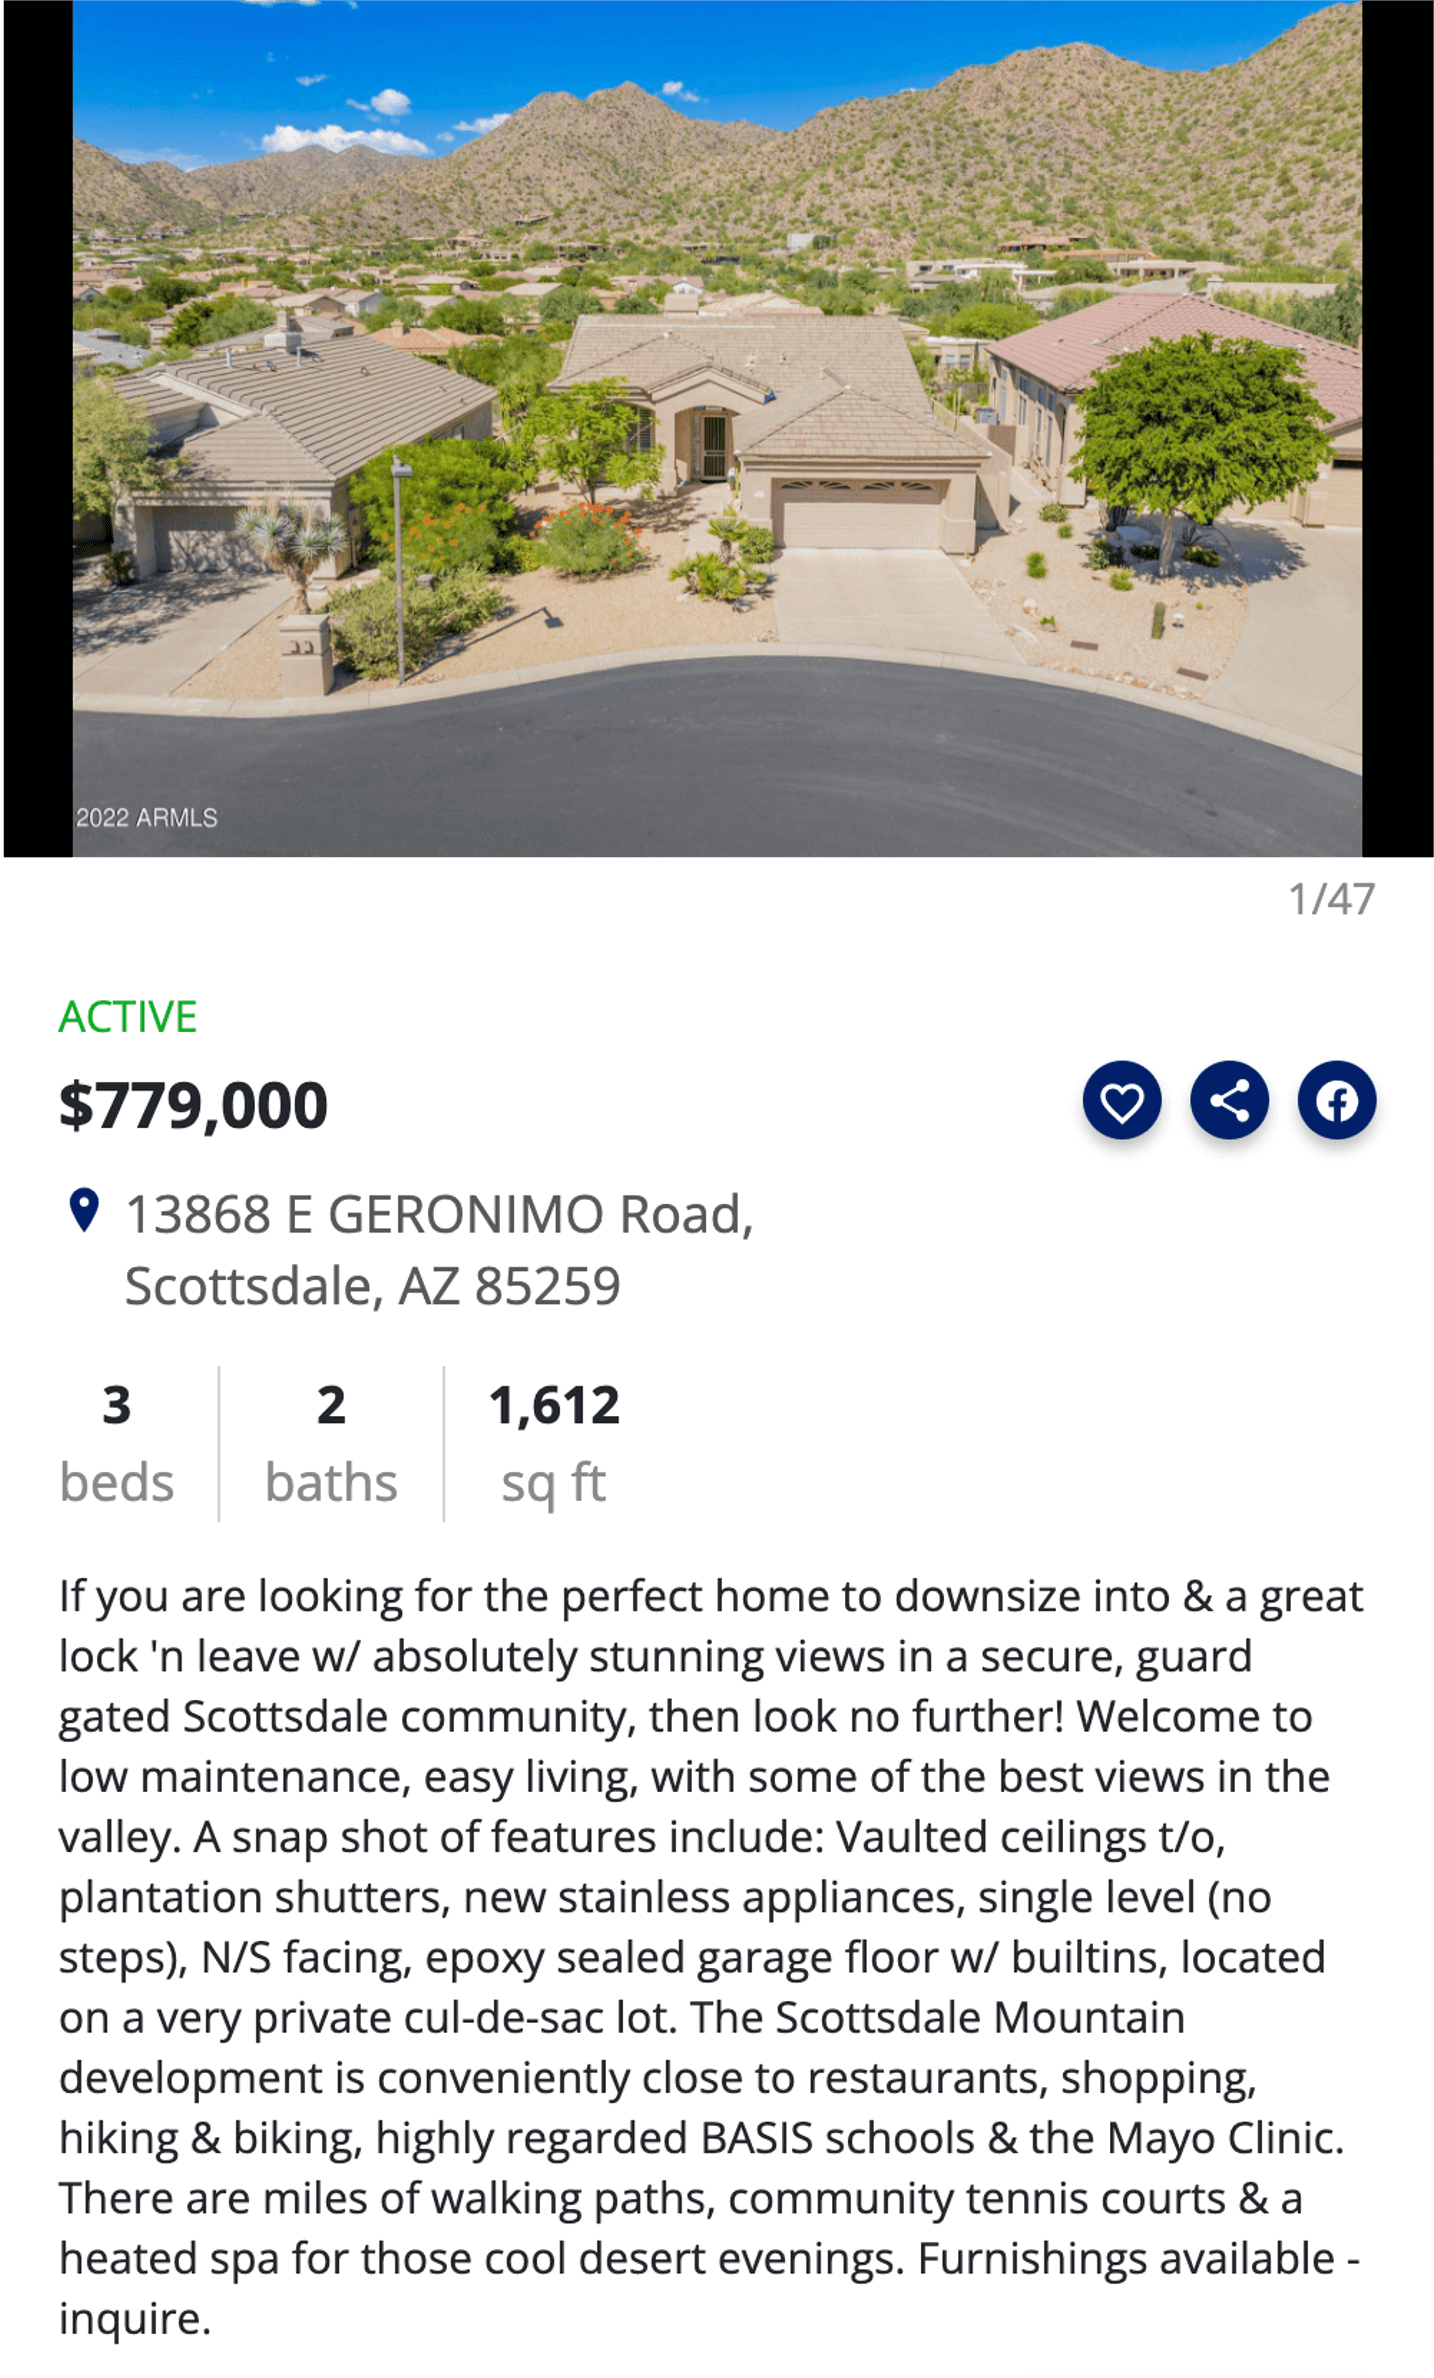 2022 ARMLS
1/47
ACTIVE
$779,000
13868 E GERONIMO Road,
Scottsdale, AZ 85259
3 2 1,612
beds baths sq ft
If you are looking for the perfect home to downsize into & a great
lock 'n leave w/ absolutely stunning views in a secure, guard
gated Scottsdale community, then look no further! Welcome to
low maintenance, easy living, with some of the best views in the
valley. A snap shot of features include: Vaulted ceilings t/o,
plantation shutters, new stainless appliances, single level (no
steps), N/S facing, epoxy sealed garage floor w/ builtins, located
on a very private cul-de-sac lot. The Scottsdale Mountain
development is conveniently close to restaurants, shopping,
hiking & biking, highly regarded BASIS schools & the Mayo Clinic.
There are miles of walking paths, community tennis courts & a
heated spa for those cool desert evenings. Furnishings available -
inquire.